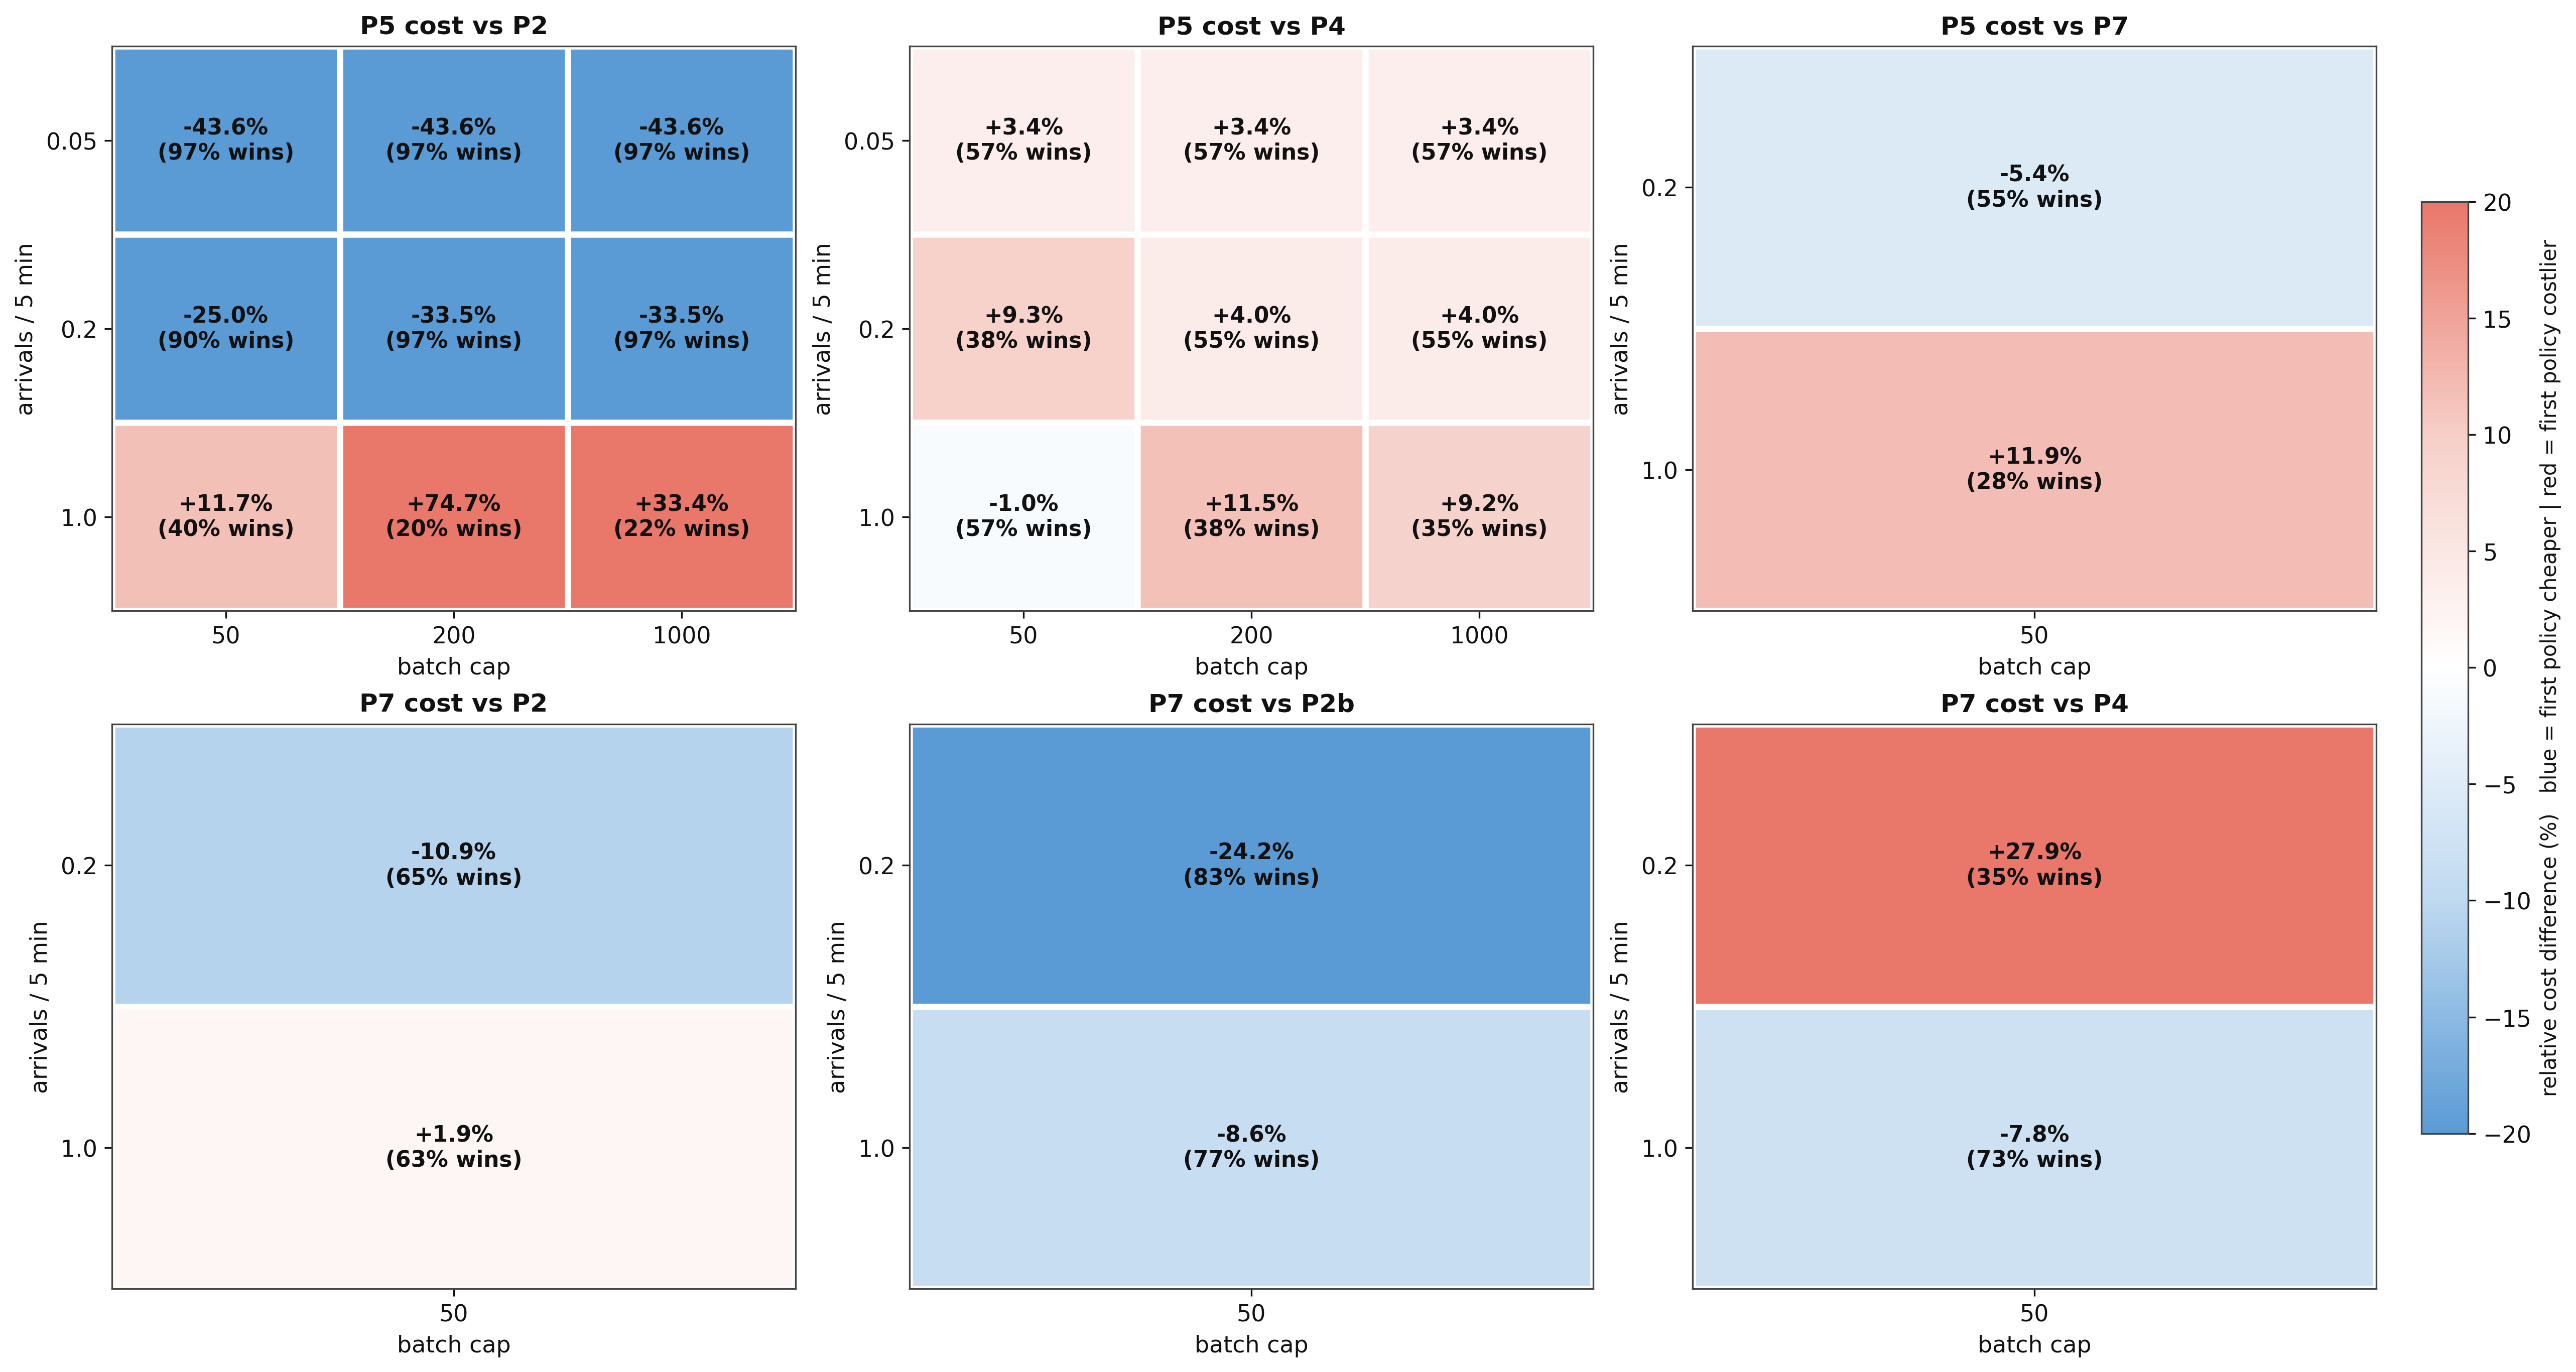 P5 cost vs P2
arrivals / 5 min
0.05
0.2
1.0
-43.6%
(97% wins)
-43.6%
(97% wins)
-43.6%
(97% wins)
-25.0%
(90% wins)
-33.5%
(97% wins)
-33.5%
(97% wins)
+11.7%
(40% wins)
+74.7%
(20% wins)
+33.4%
(22% wins)
50
200
1000
batch cap
P5 cost vs P4
arrivals / 5 min
0.05
0.2
1.0
+3.4%
(57% wins)
+3.4%
(57% wins)
+3.4%
(57% wins)
+9.3%
(38% wins)
+4.0%
(55% wins)
+4.0%
(55% wins)
-1.0%
(57% wins)
+11.5%
(38% wins)
+9.2%
(35% wins)
50
200
1000
batch cap
P5 cost vs P7
arrivals / 5 min
0.2
1.0
-5.4%
(55% wins)
+11.9%
(28% wins)
50
batch cap
P7 cost vs P2
arrivals / 5 min
0.2
1.0
-10.9%
(65% wins)
+1.9%
(63% wins)
50
batch cap
P7 cost vs P2b
arrivals / 5 min
0.2
1.0
-24.2%
(83% wins)
-8.6%
(77% wins)
50
batch cap
P7 cost vs P4
arrivals / 5 min
0.2
1.0
+27.9%
(35% wins)
-7.8%
(73% wins)
50
batch cap
20
15
10
5
0
−5
−10
−15
−20
relative cost difference (%) blue = first policy cheaper | red = first policy costlier